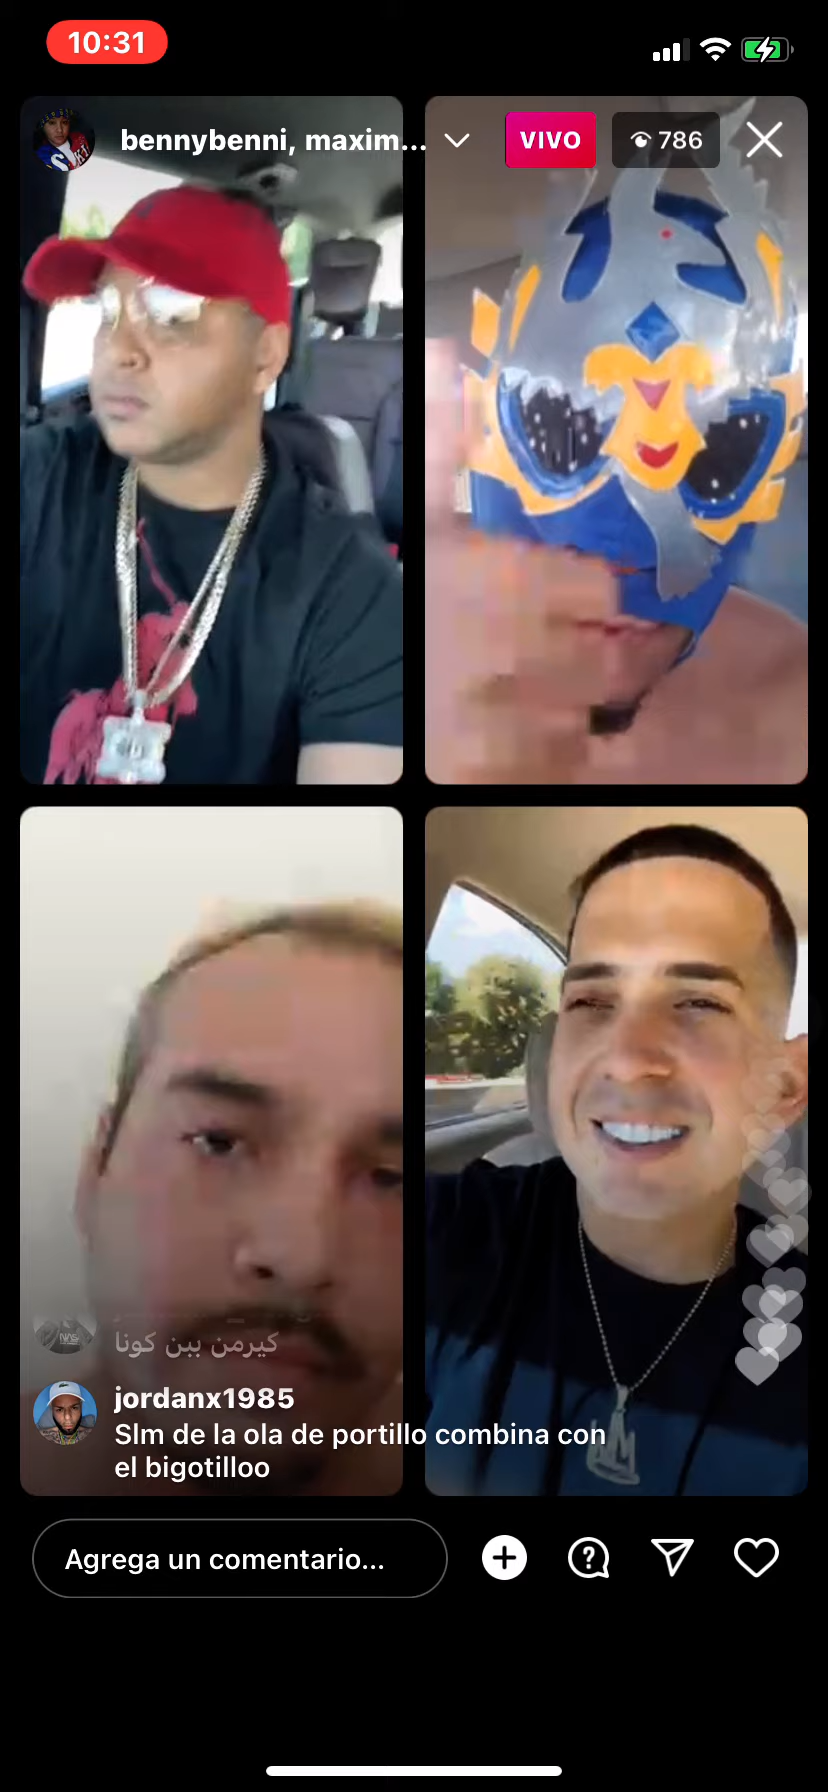 10:31
bennybenni, maxim...
VIVO
786
كيرمن ببن كونا
jordanx1985
Slm de la ola de portillo combina con
el bigotilloo
Agrega un comentario...